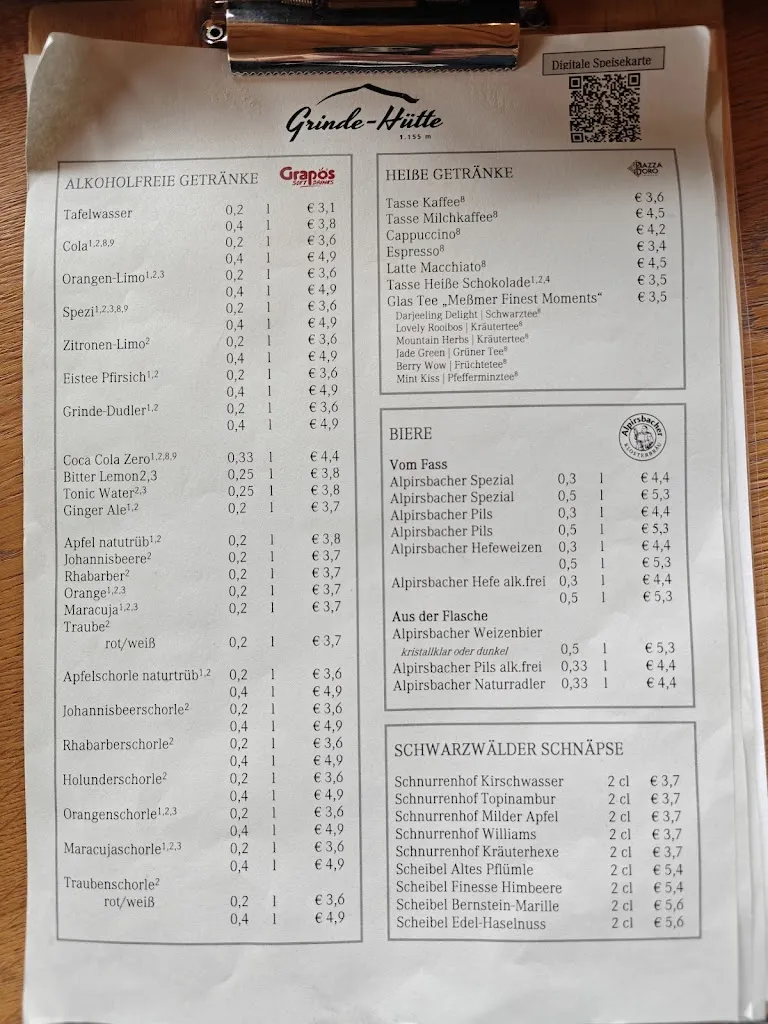 Digitale Speisekarte
Grinde-Hütte
1.155 m
ALKOHOLFREIE GETRÄNKE
Grapos
SOFT DRINKS
Tafelwasser 0,2 l € 3,1
0,4 l € 3,8
Cola1,2,8,9 0,2 l € 3,6
0,4 l € 4,9
Orangen-Limo1,2,3 0,2 l € 3,6
0,4 l € 4,9
Spezi1,2,3,8,9 0,2 l € 3,6
0,4 l € 4,9
Zitronen-Limo2 0,2 l € 3,6
0,4 l € 4,9
Eistee Pfirsich1,2 0,2 l € 3,6
0,4 l € 4,9
Grinde-Dudler1,2 0,2 l € 3,6
0,4 l € 4,9
Coca Cola Zero1,2,8,9 0,33 l € 4,4
Bitter Lemon2,3 0,25 l € 3,8
Tonic Water2,3 0,25 l € 3,8
Ginger Ale1,2 0,2 l € 3,7
Apfel natutrüb1,2 0,2 l € 3,8
Johannisbeere2 0,2 l € 3,7
Rhabarber2 0,2 l € 3,7
Orange1,2,3 0,2 l € 3,7
Maracuja1,2,3 0,2 l € 3,7
Traube2
rot/weiß 0,2 l € 3,7
Apfelschorle naturtrüb1,2 0,2 l € 3,6
0,4 l € 4,9
Johannisbeerschorle2 0,2 l € 3,6
0,4 l € 4,9
Rhabarberschorle2 0,2 l € 3,6
0,4 l € 4,9
Holunderschorle2 0,2 l € 3,6
0,4 l € 4,9
Orangenschorle1,2,3 0,2 l € 3,6
0,4 l € 4,9
Maracujaschorle1,2,3 0,2 l € 3,6
0,4 l € 4,9
Traubenschorle2
rot/weiß 0,2 l € 3,6
0,4 l € 4,9
HEIßE GETRÄNKE
PIAZZA
D'ORO
Tasse Kaffee8 € 3,6
Tasse Milchkaffee8 € 4,5
Cappuccino8 € 4,2
Espresso8 € 3,4
Latte Macchiato8 € 4,5
Tasse Heiße Schokolade1,2,4 € 3,5
Glas Tee „Meßmer Finest Moments“ € 3,5
Darjeeling Delight | Schwarztee8
Lovely Rooibos | Kräutertee8
Mountain Herbs | Kräutertee8
Jade Green | Grüner Tee8
Berry Wow | Früchtetee8
Mint Kiss | Pfefferminztee8
BIERE
Alpirsbacher
KLOSTERBRÄU
Vom Fass
Alpirsbacher Spezial 0,3 l € 4,4
Alpirsbacher Spezial 0,5 l € 5,3
Alpirsbacher Pils 0,3 l € 4,4
Alpirsbacher Pils 0,5 l € 5,3
Alpirsbacher Hefeweizen 0,3 l € 4,4
0,5 l € 5,3
Alpirsbacher Hefe alk.frei 0,3 l € 4,4
0,5 l € 5,3
Aus der Flasche
Alpirsbacher Weizenbier
kristallklar oder dunkel 0,5 l € 5,3
Alpirsbacher Pils alk.frei 0,33 l € 4,4
Alpirsbacher Naturradler 0,33 l € 4,4
SCHWARZWÄLDER SCHNÄPSE
Schnurrenhof Kirschwasser 2 cl € 3,7
Schnurrenhof Topinambur 2 cl € 3,7
Schnurrenhof Milder Apfel 2 cl € 3,7
Schnurrenhof Williams 2 cl € 3,7
Schnurrenhof Kräuterhexe 2 cl € 3,7
Scheibel Altes Pflümle 2 cl € 5,4
Scheibel Finesse Himbeere 2 cl € 5,4
Scheibel Bernstein-Marille 2 cl € 5,6
Scheibel Edel-Haselnuss 2 cl € 5,6